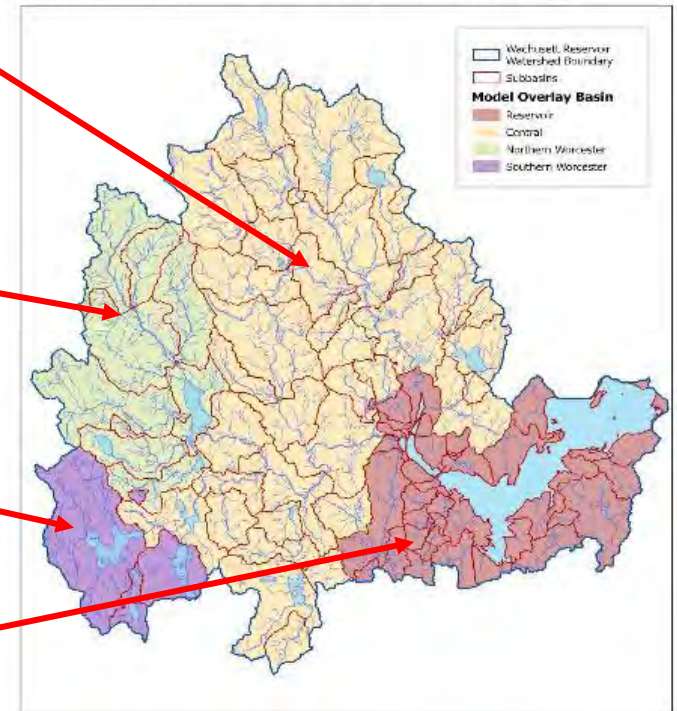 Wachusett Reservoir
Watershed Boundary
Subbasins
Model Overlay Basin
Reservoir
Central
Northern Worcester
Southern Worcester